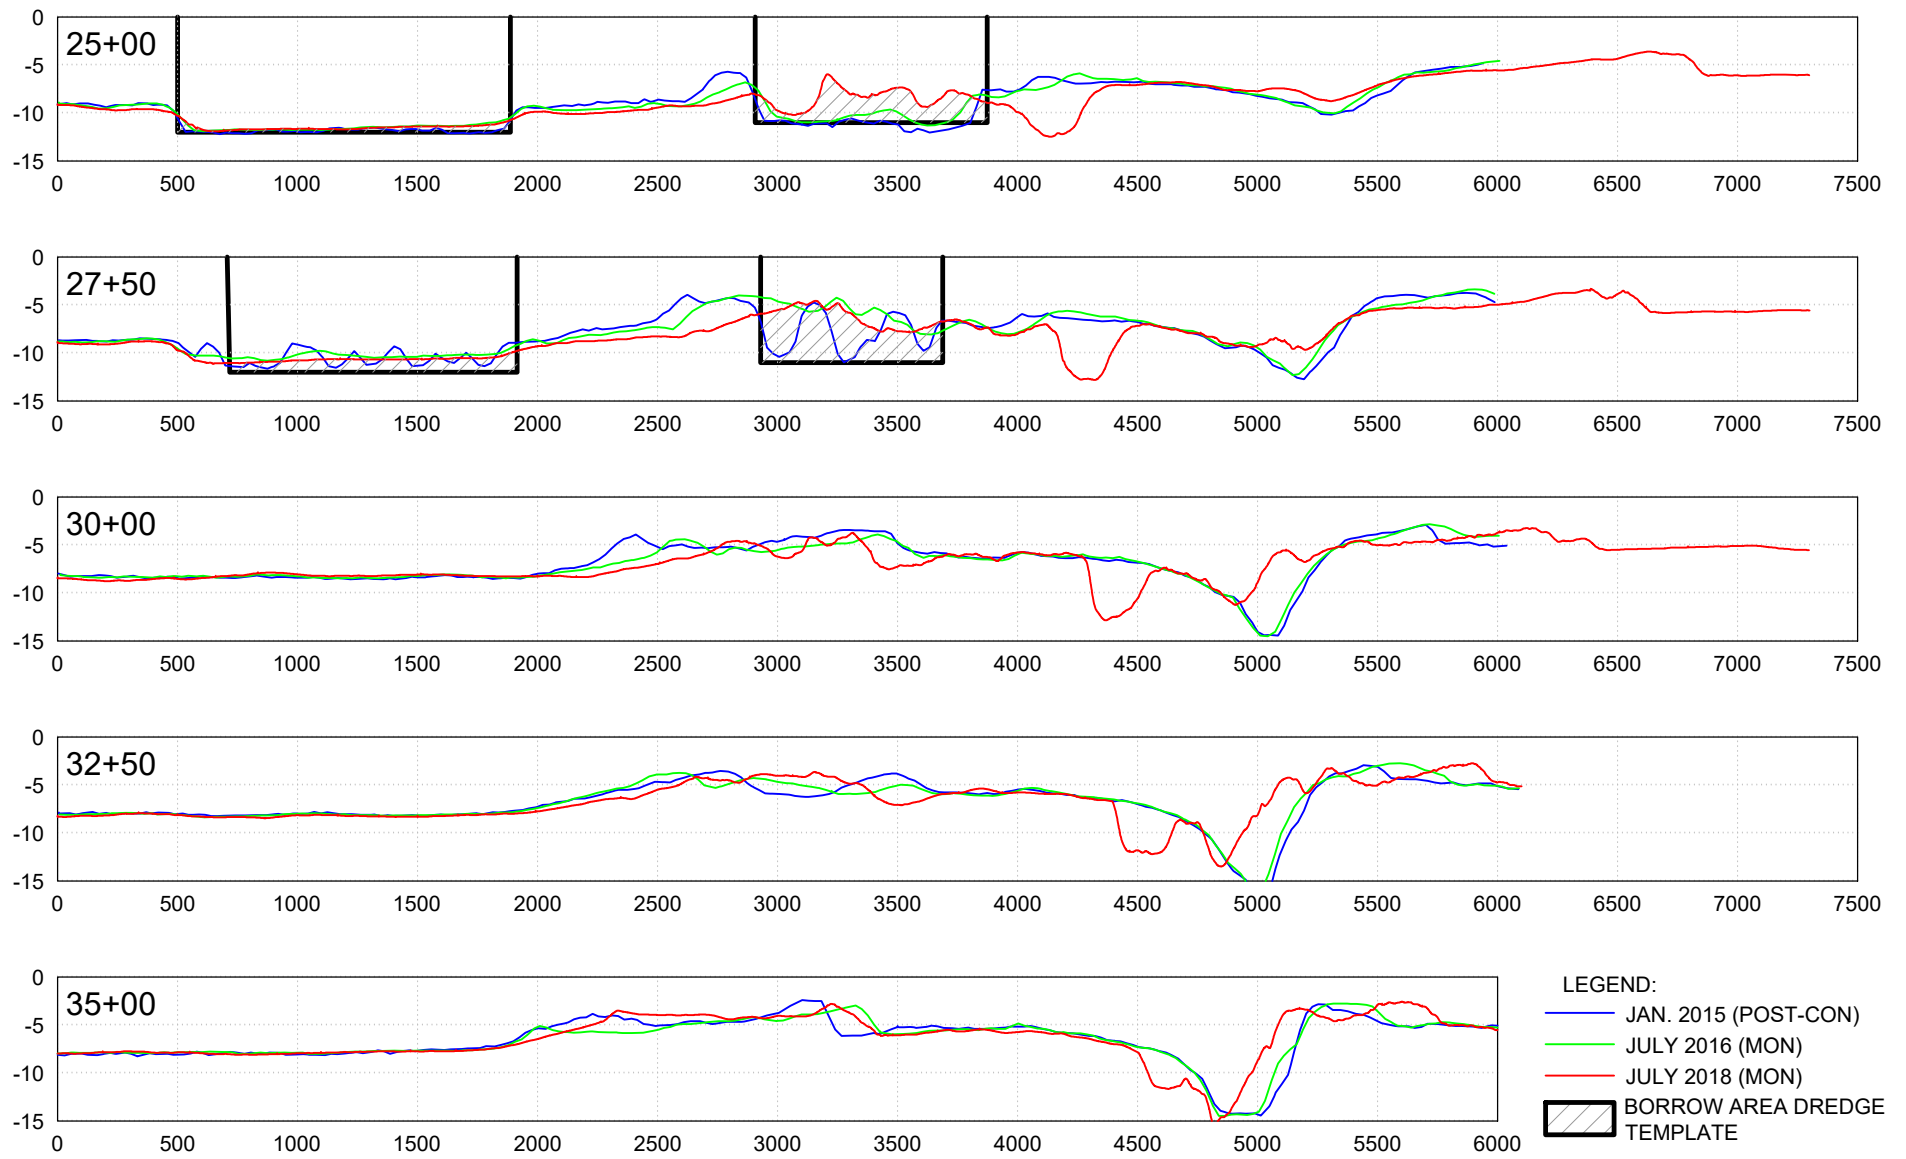 0
25+00
-5
-10
-15
0 500 1000 1500 2000 2500 3000 3500 4000 4500 5000 5500 6000 6500 7000 7500
0
27+50
-5
-10
-15
0 500 1000 1500 2000 2500 3000 3500 4000 4500 5000 5500 6000 6500 7000 7500
0
30+00
-5
-10
-15
0 500 1000 1500 2000 2500 3000 3500 4000 4500 5000 5500 6000 6500 7000 7500
0
32+50
-5
-10
-15
0 500 1000 1500 2000 2500 3000 3500 4000 4500 5000 5500 6000 6500 7000 7500
0
35+00
-5
-10
-15
0 500 1000 1500 2000 2500 3000 3500 4000 4500 5000 5500 6000
LEGEND:
JAN. 2015 (POST-CON)
JULY 2016 (MON)
JULY 2018 (MON)
BORROW AREA DREDGE
TEMPLATE